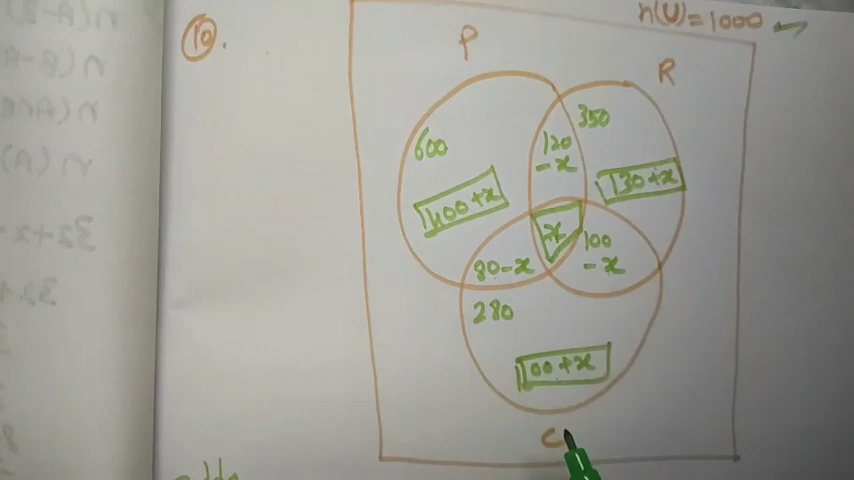 10.
n(U)=1000
P
R
600
350
120
-x
400+x
130+x
x
100
-x
80-x
280
100+x
C